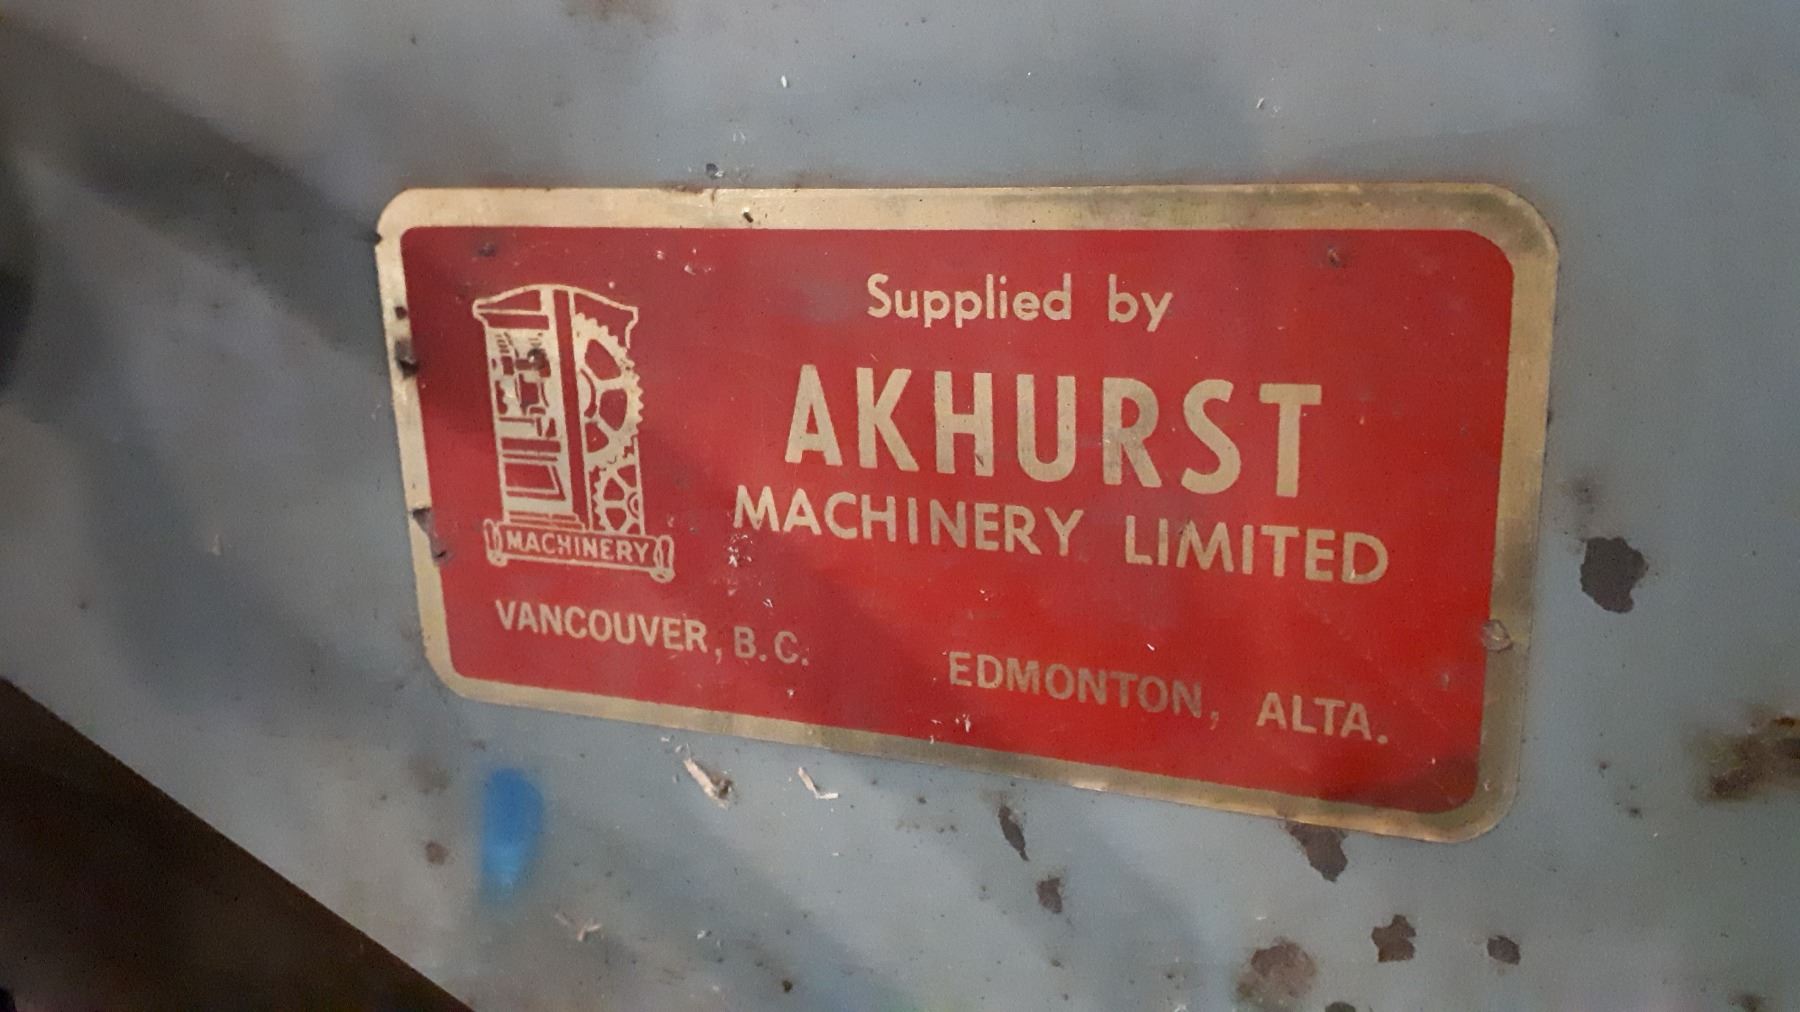 Supplied by
AKHURST
MACHINERY LIMITED
MACHINERY
VANCOUVER, B.C.
EDMONTON, ALTA.